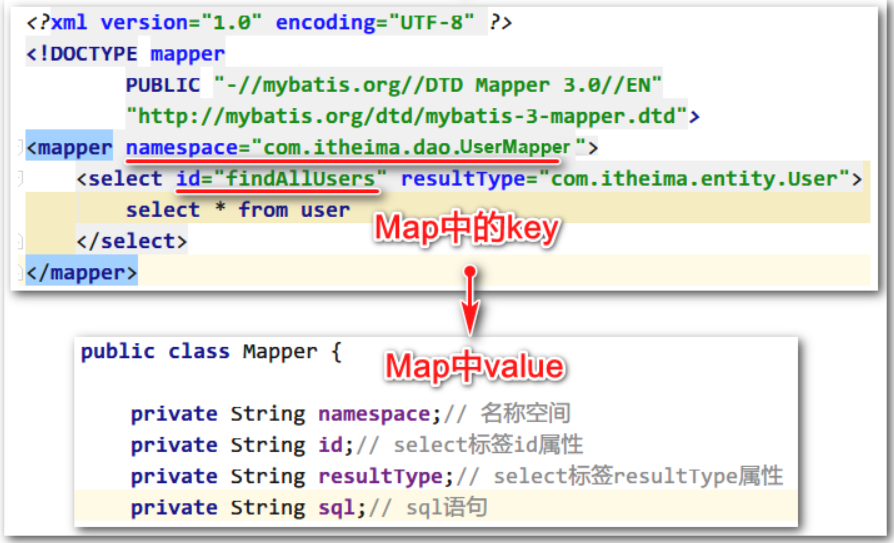 <?xml version="1.0" encoding="UTF-8" ?>
<!DOCTYPE mapper
PUBLIC "-//mybatis.org//DTD Mapper 3.0//EN"
"http://mybatis.org/dtd/mybatis-3-mapper.dtd">
<mapper namespace="com.itheima.dao.UserMapper ">
<select id="findAllUsers" resultType="com.itheima.entity.User">
select * from user
Map中的key
</select>
</mapper>
public class Mapper {
Map中value
private String namespace;// 名称空间
private String id;// select标签id属性
private String resultType;// select标签resultType属性
private String sql;// sql语句